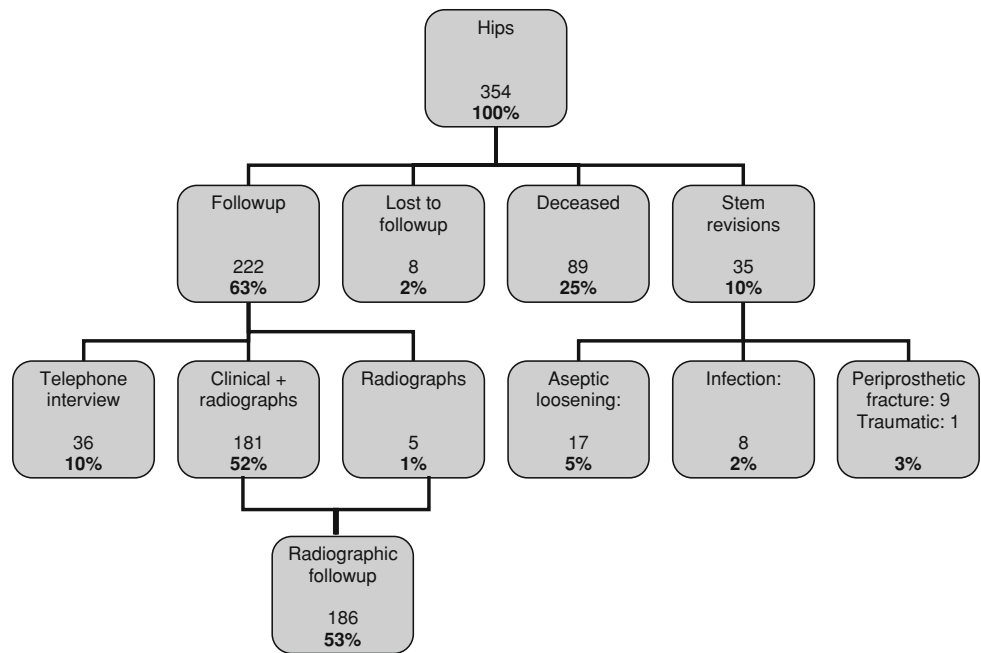 Hips
354
100%
Followup
222
63%
Lost to
followup
8
2%
Deceased
89
25%
Stem
revisions
35
10%
Telephone
interview
36
10%
Clinical +
radiographs
181
52%
Radiographs
5
1%
Aseptic
loosening:
17
5%
Infection:
8
2%
Periprosthetic
fracture: 9
Traumatic: 1
3%
Radiographic
followup
186
53%